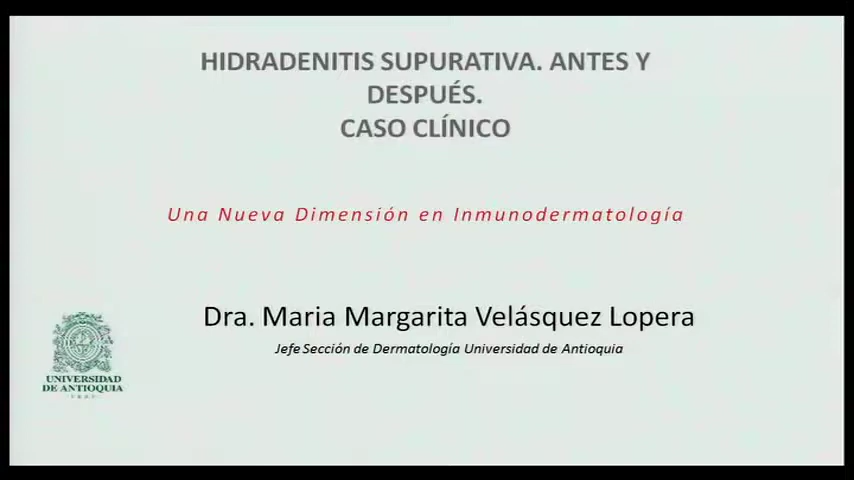 HIDRADENITIS SUPURATIVA. ANTES Y
DESPUÉS.
CASO CLÍNICO
Una Nueva Dimensión en Inmunodermatología
Dra. Maria Margarita Velásquez Lopera
Jefe Sección de Dermatología Universidad de Antioquia
UNIVERSIDAD
DE ANTIOQUIA